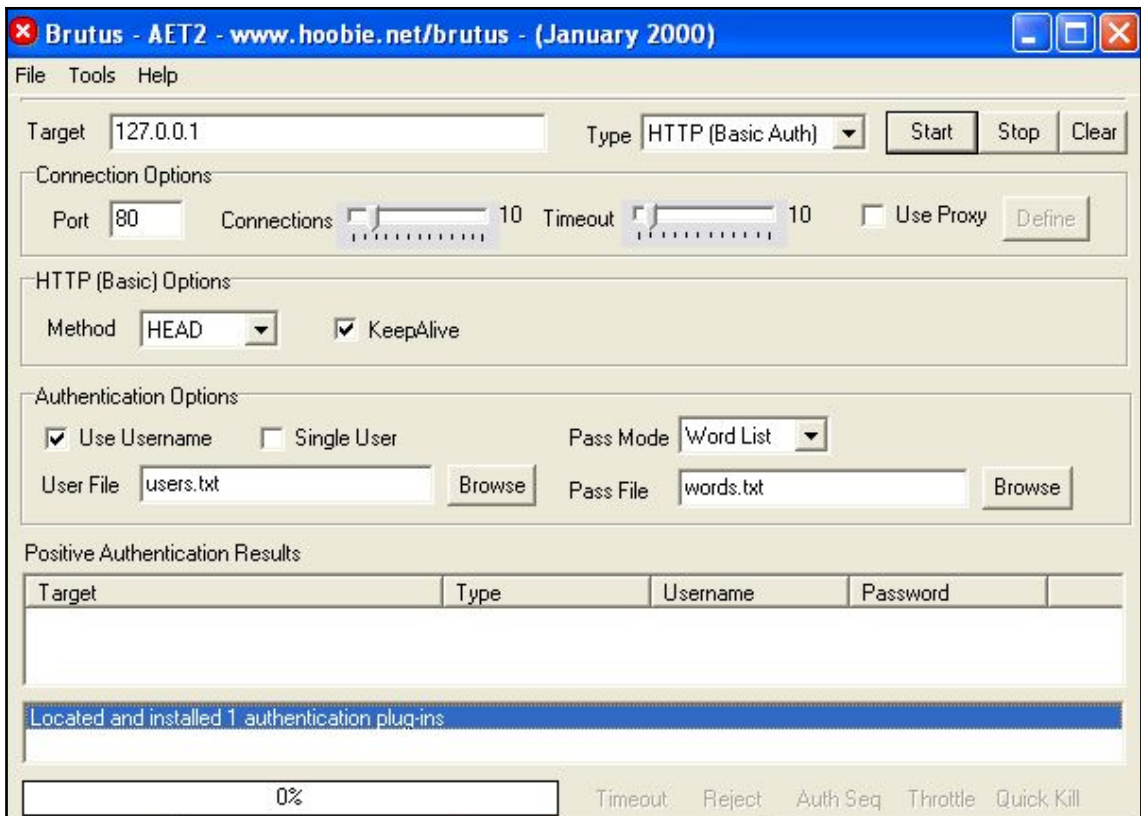 Brutus - AET2 - www.hoobie.net/brutus - (January 2000)
File Tools Help
Target 127.0.0.1 Type HTTP (Basic Auth) Start Stop Clear
Connection Options
Port 80 Connections 10 Timeout 10 Use Proxy Define
HTTP (Basic) Options
Method HEAD KeepAlive
Authentication Options
Use Username Single User Pass Mode Word List
User File users.txt Browse Pass File words.txt Browse
Positive Authentication Results
Target Type Username Password
Located and installed 1 authentication plug-ins
0% Timeout Reject Auth Seq Throttle Quick Kill